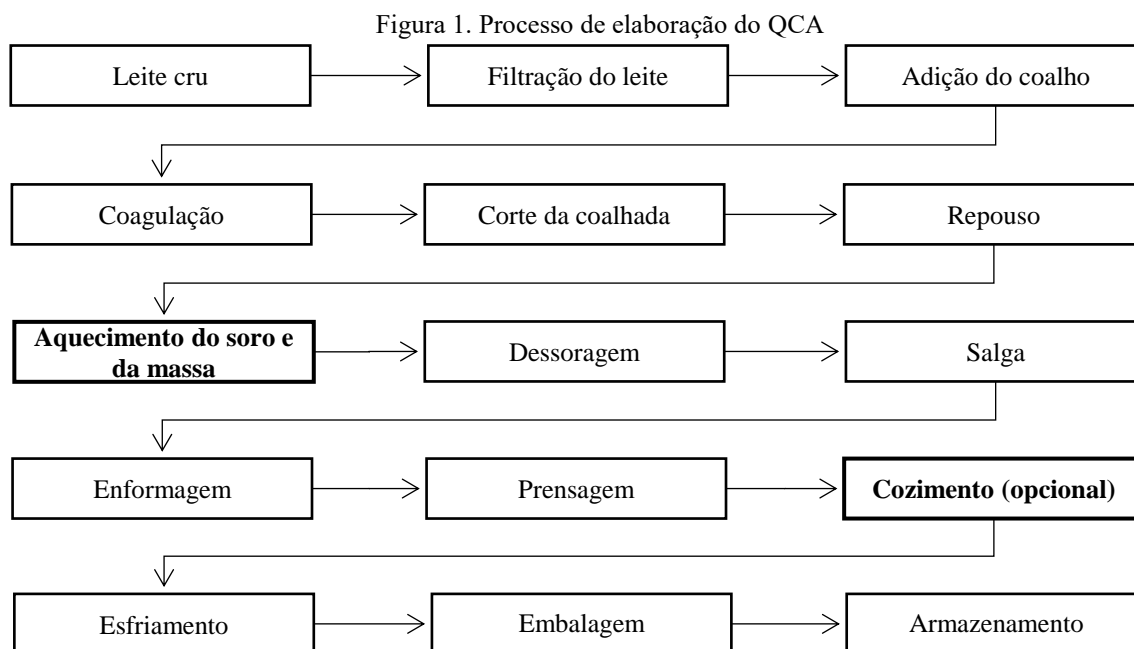 Figura 1. Processo de elaboração do QCA
Leite cru
Filtração do leite
Adição do coalho
Coagulação
Corte da coalhada
Repouso
Aquecimento do soro e
da massa
Dessoragem
Salga
Enformagem
Prensagem
Cozimento (opcional)
Esfriamento
Embalagem
Armazenamento